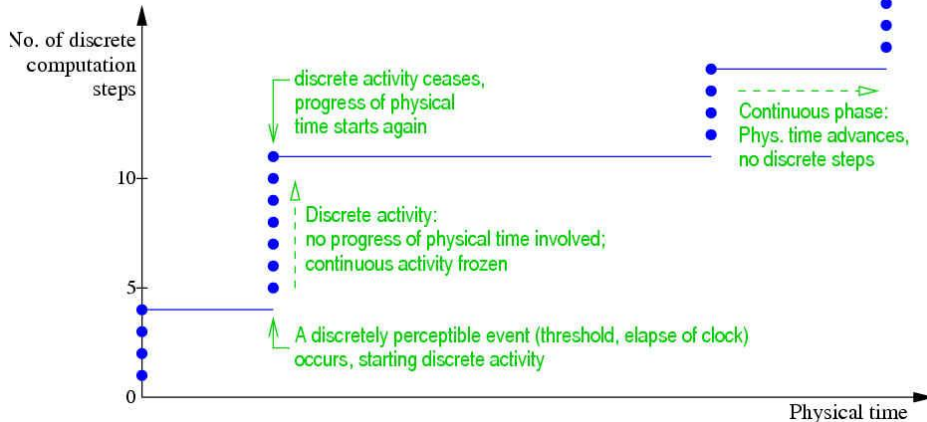 No. of discrete
computation
steps
discrete activity ceases,
progress of physical
time starts again
Continuous phase:
Phys. time advances,
no discrete steps
10
Discrete activity:
no progress of physical time involved;
continuous activity frozen
5
A discretely perceptible event (threshold, elapse of clock)
occurs, starting discrete activity
0
Physical time